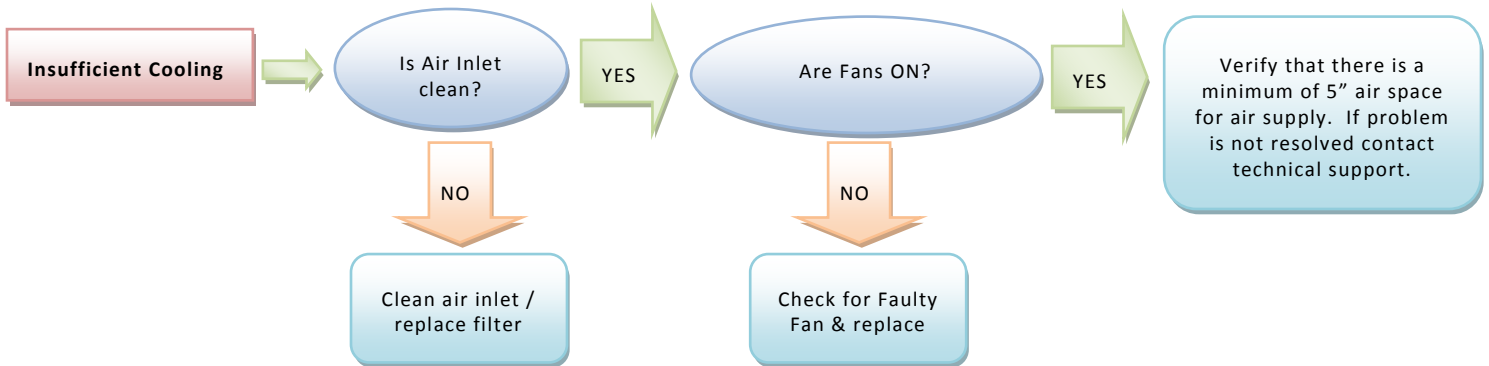 Insufficient Cooling
Is Air Inlet
clean?
YES
Are Fans ON?
YES
Verify that there is a
minimum of 5” air space
for air supply.  If problem
is not resolved contact
technical support.
NO
NO
Clean air inlet /
replace filter
Check for Faulty
Fan & replace